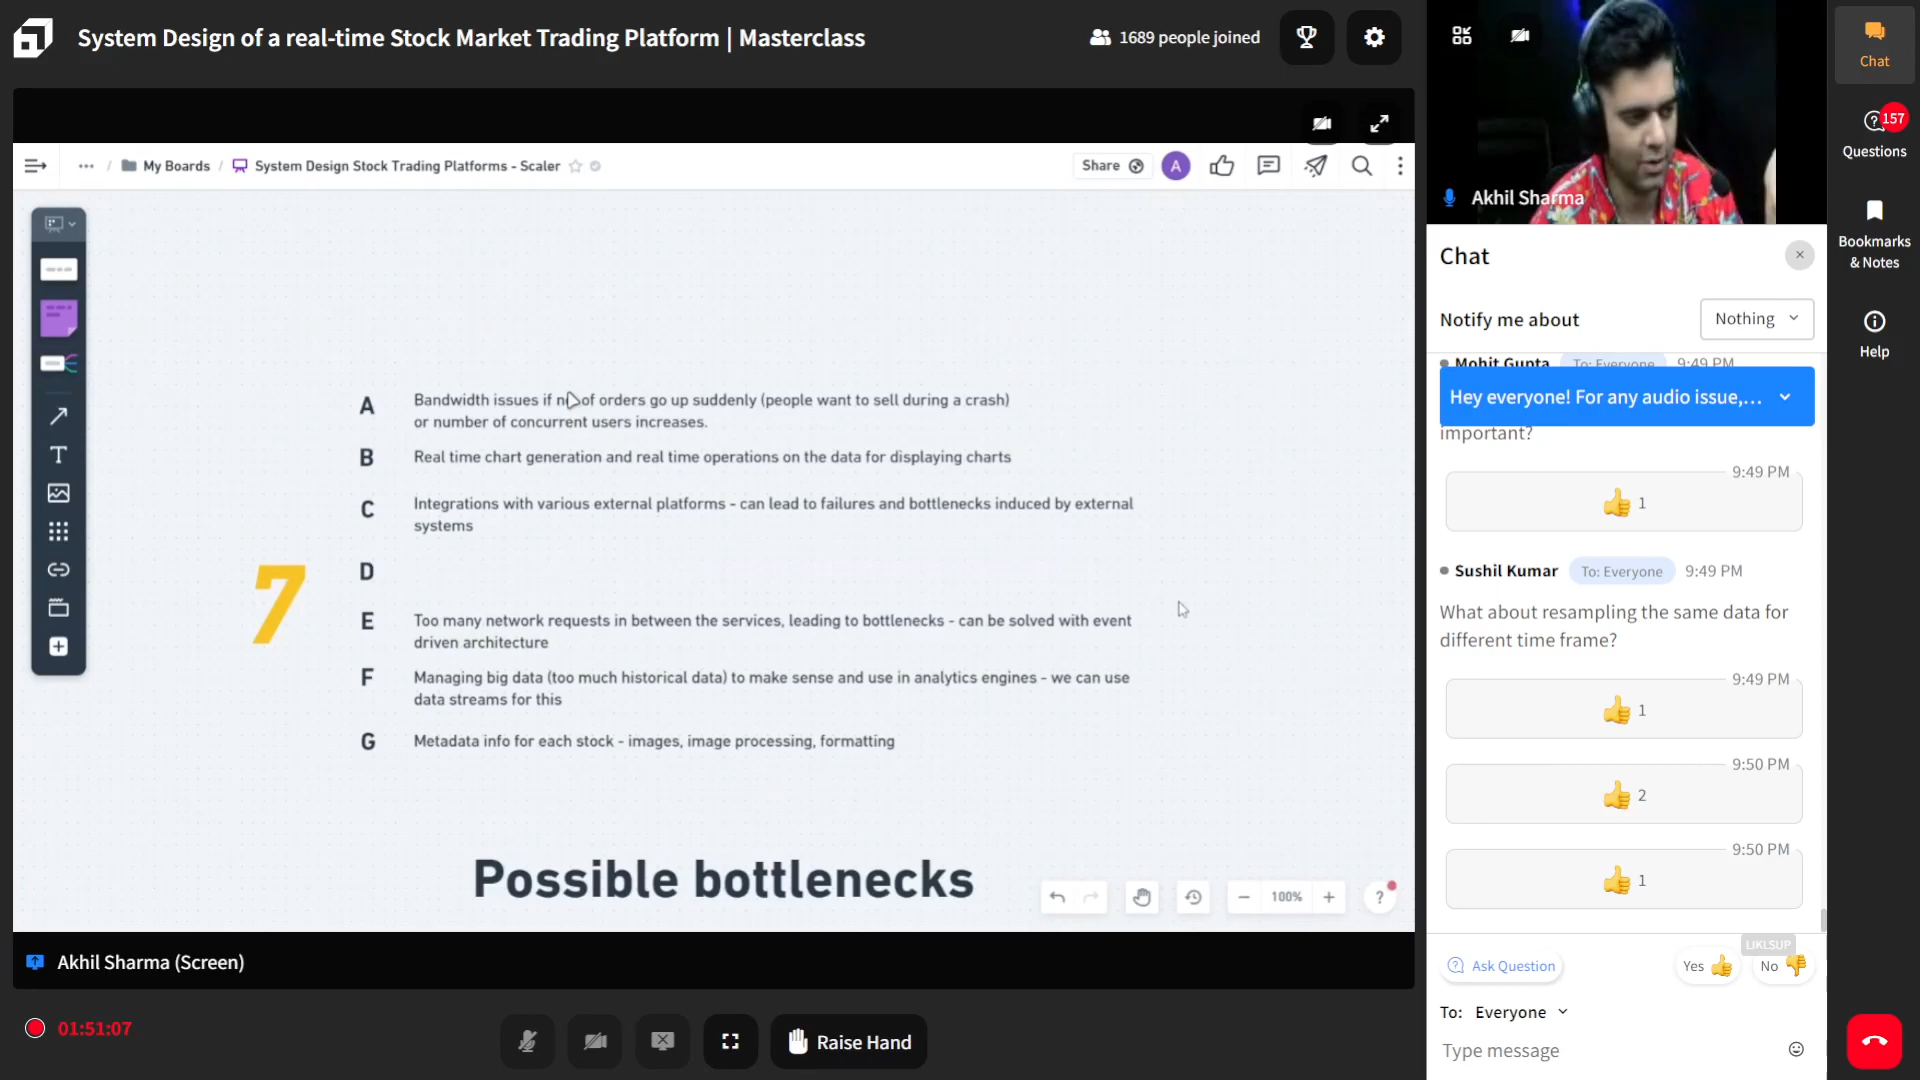 System Design of a real-time Stock Market Trading Platform | Masterclass
1689 people joined
... / My Boards / System Design Stock Trading Platforms - Scaler
Share
A
A
Bandwidth issues if no of orders go up suddenly (people want to sell during a crash)
or number of concurrent users increases.
B
Real time chart generation and real time operations on the data for displaying charts
C
Integrations with various external platforms - can lead to failures and bottlenecks induced by external
systems
7
D
E
Too many network requests in between the services, leading to bottlenecks - can be solved with event
driven architecture
F
Managing big data (too much historical data) to make sense and use in analytics engines - we can use
data streams for this
G
Metadata info for each stock - images, image processing, formatting
Possible bottlenecks
100%
?
Akhil Sharma (Screen)
01:51:07
Raise Hand
Akhil Sharma
Chat
Notify me about
Nothing
Mohit Gupta To: Everyone 9:49 PM
Hey everyone! For any audio issue,...
important?
9:49 PM
1
Sushil Kumar To: Everyone 9:49 PM
What about resampling the same data for
different time frame?
9:49 PM
1
9:50 PM
2
9:50 PM
1
LIKLSUP
Ask Question
Yes
No
To: Everyone
Type message
Chat
157
Questions
Bookmarks
& Notes
Help